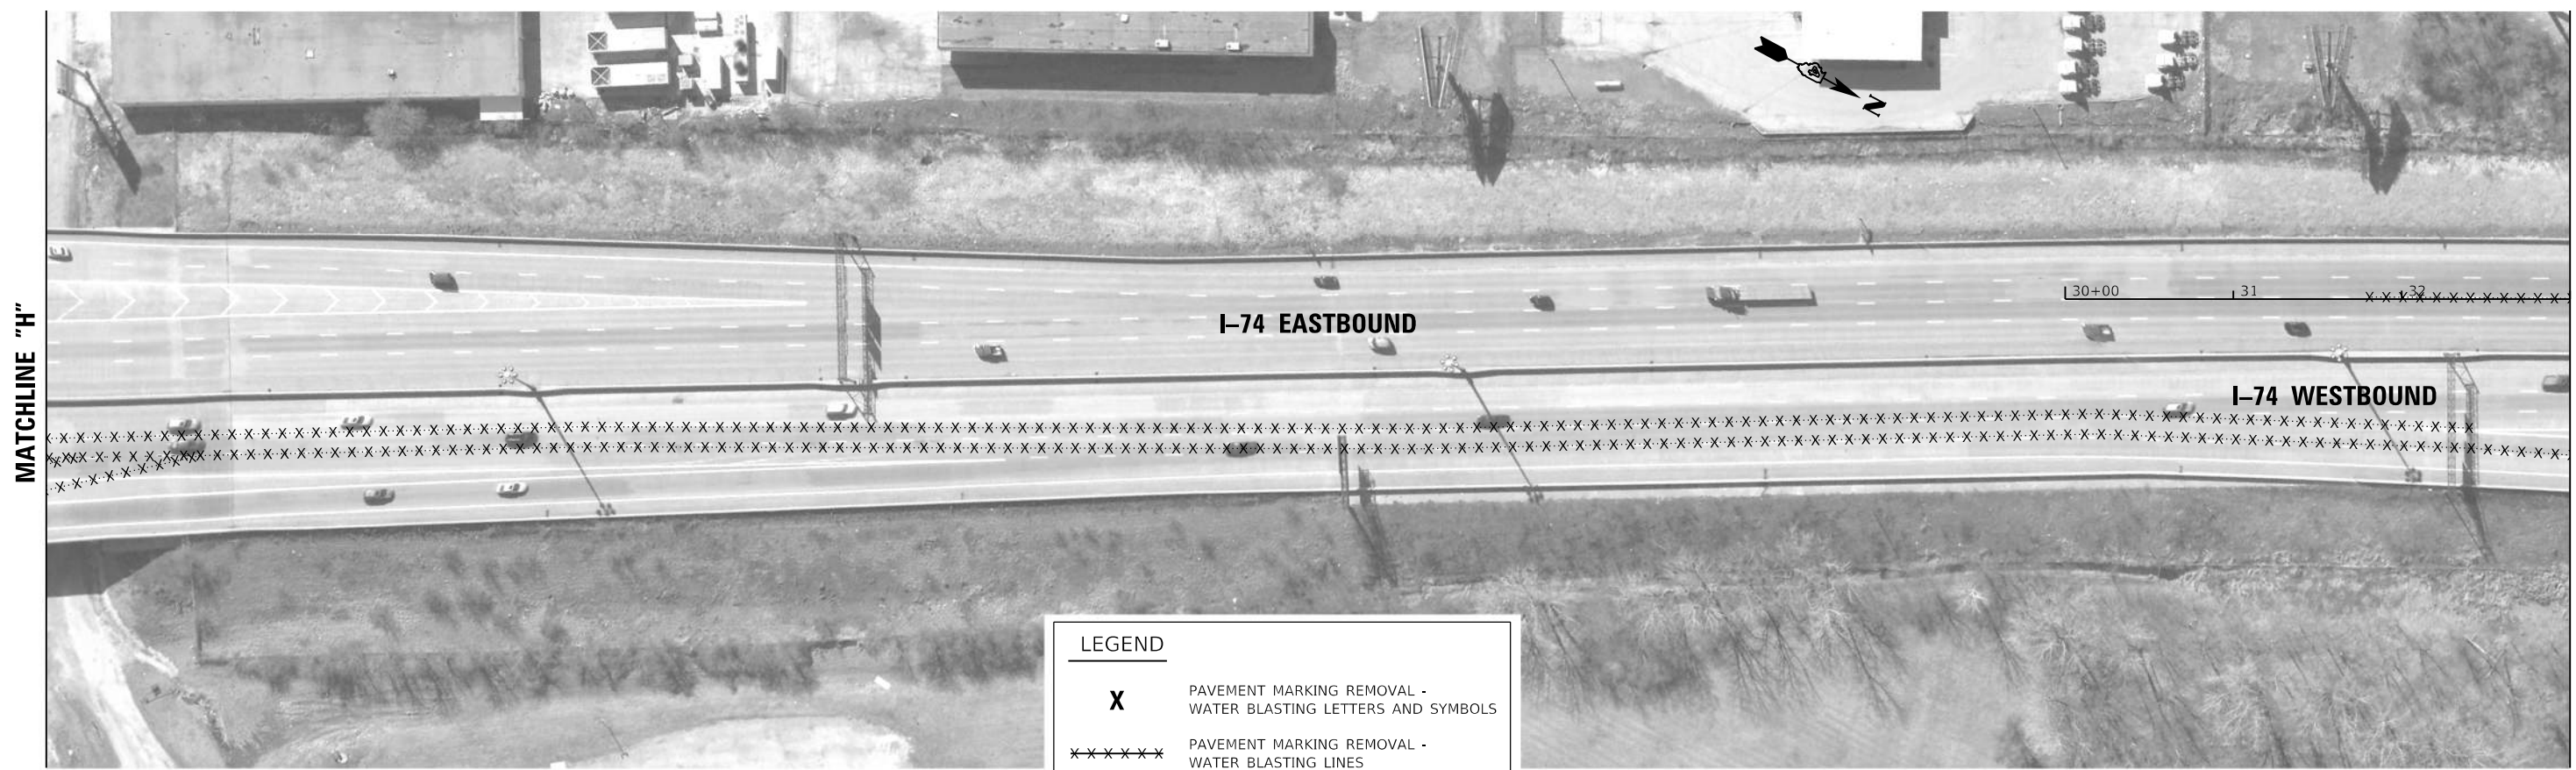 N
MATCHLINE "H"
30+00
31
32
I-74 EASTBOUND
I-74 WESTBOUND
LEGEND
X
PAVEMENT MARKING REMOVAL -
WATER BLASTING LETTERS AND SYMBOLS
PAVEMENT MARKING REMOVAL -
WATER BLASTING LINES